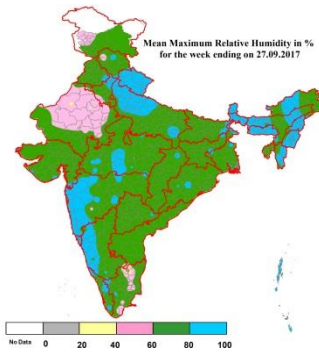 Mean Maximum Relative Humidity in %
for the week ending on 27.09.2017
No Data 0 20 40 60 80 100